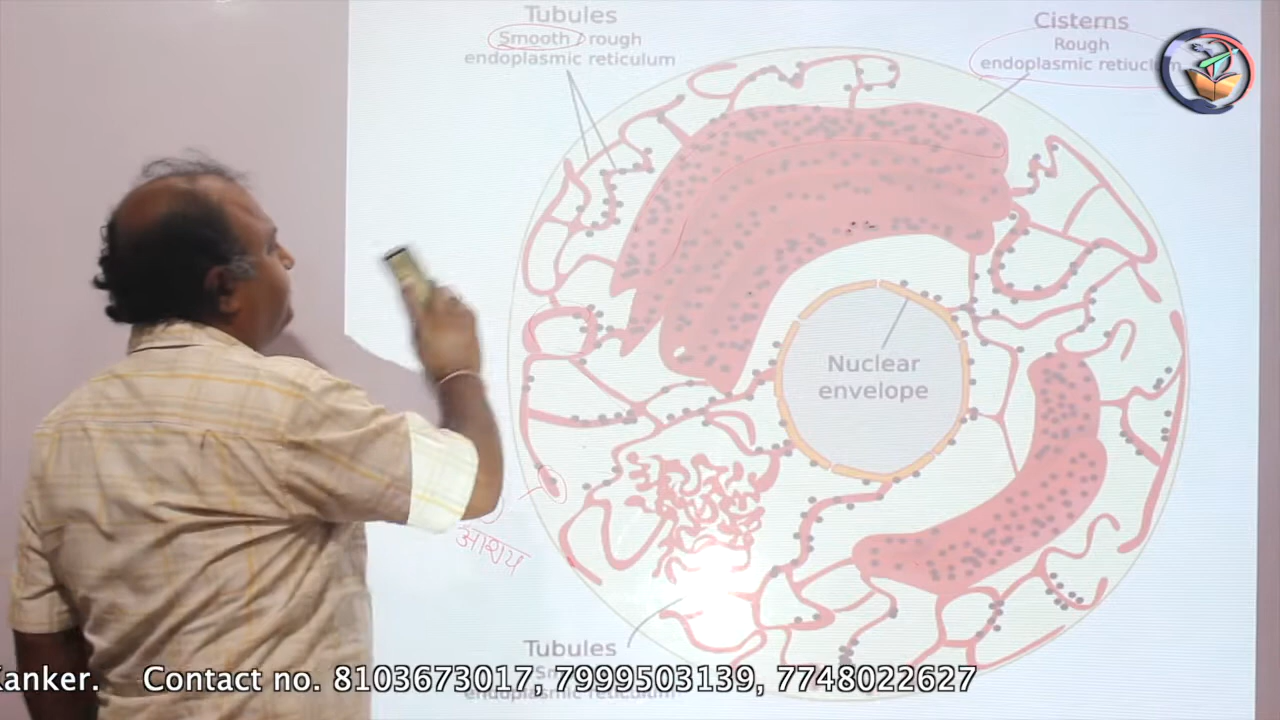 Tubules
Smooth / rough
endoplasmic reticulum
Cisterns
Rough
endoplasmic retiuculum
Nuclear
envelope
आशय
Tubules
endoplasmic reticulum
Kanker. Contact no. 8103673017, 7999503139, 7748022627